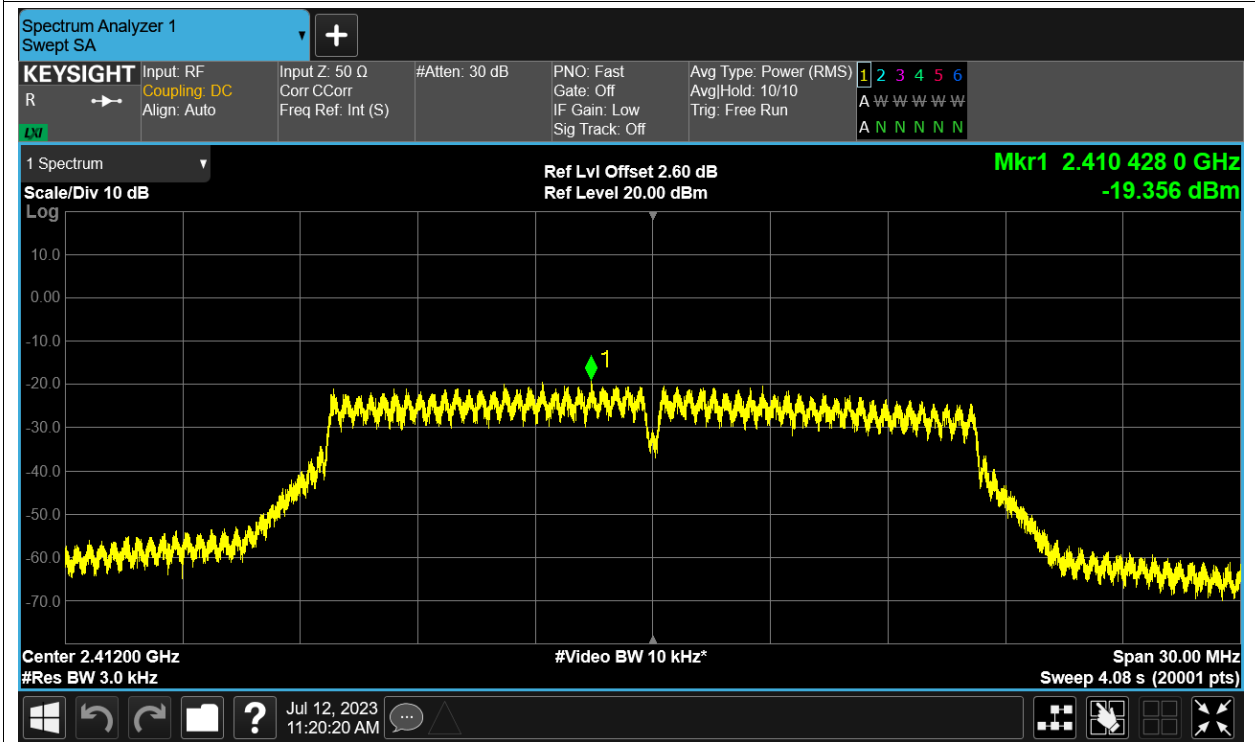 Spectrum Analyzer 1
Swept SA
+
KEYSIGHT
R
LXI
Input: RF
Coupling: DC
Align: Auto
Input Z: 50 Ω
Corr CCorr
Freq Ref: Int (S)
#Atten: 30 dB
PNO: Fast
Gate: Off
IF Gain: Low
Sig Track: Off
Avg Type: Power (RMS)
Avg|Hold: 10/10
Trig: Free Run
1 2 3 4 5 6
A W W W W W
A N N N N N
1 Spectrum
Scale/Div 10 dB
Log
Ref Lvl Offset 2.60 dB
Ref Level 20.00 dBm
Mkr1 2.410 428 0 GHz
-19.356 dBm
10.0
0.00
-10.0
1
-20.0
-30.0
-40.0
-50.0
-60.0
-70.0
Center 2.41200 GHz
#Res BW 3.0 kHz
#Video BW 10 kHz*
Span 30.00 MHz
Sweep 4.08 s (20001 pts)
?
Jul 12, 2023
11:20:20 AM